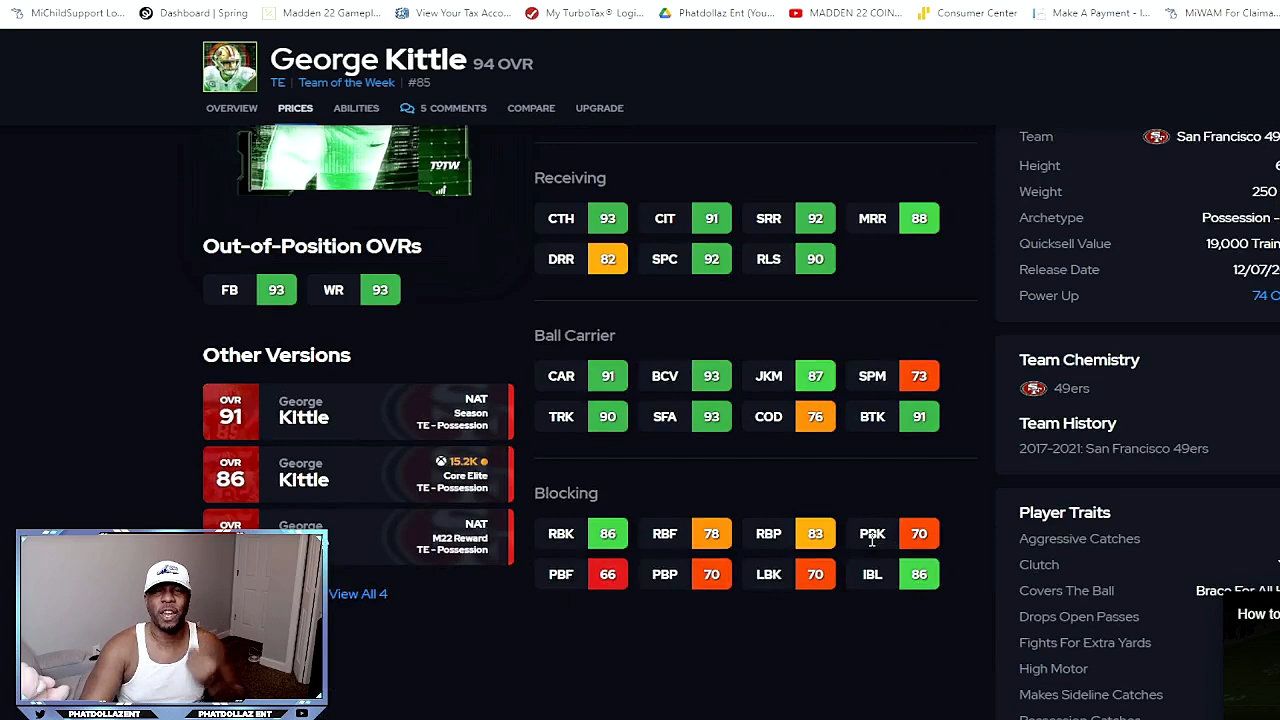 MiChildSupport Lo...
Dashboard | Spring
Madden 22 Gamepl...
View Your Tax Acco...
My TurboTax® Logi...
Phatdollaz Ent (You...
MADDEN 22 COIN...
Consumer Center
Make A Payment - I...
MiWAM For Claima...
George Kittle 94 OVR
TE | Team of the Week | #85
OVERVIEW PRICES ABILITIES 5 COMMENTS COMPARE UPGRADE
TOTW
Out-of-Position OVRs
FB 93 WR 93
Other Versions
OVR 91
George Kittle
NAT
Season
TE - Possession
OVR 86
George Kittle
15.2K
Core Elite
TE - Possession
OVR
George
NAT
M22 Reward
TE - Possession
View All 4
Receiving
CTH 93 CIT 91 SRR 92 MRR 88
DRR 82 SPC 92 RLS 90
Ball Carrier
CAR 91 BCV 93 JKM 87 SPM 73
TRK 90 SFA 93 COD 76 BTK 91
Blocking
RBK 86 RBF 78 RBP 83 PBK 70
PBF 66 PBP 70 LBK 70 IBL 86
Team San Francisco 49
Height 6
Weight 250
Archetype Possession -
Quicksell Value 19,000 Train
Release Date 12/07/2
Power Up 74 O
Team Chemistry
49ers
Team History
2017-2021: San Francisco 49ers
Player Traits
Aggressive Catches
Clutch
Covers The Ball Brace For All
Drops Open Passes
Fights For Extra Yards
High Motor
Makes Sideline Catches
Possession Catches
How to
PHATDOLLAZENT PHATDOLLAZ ENT